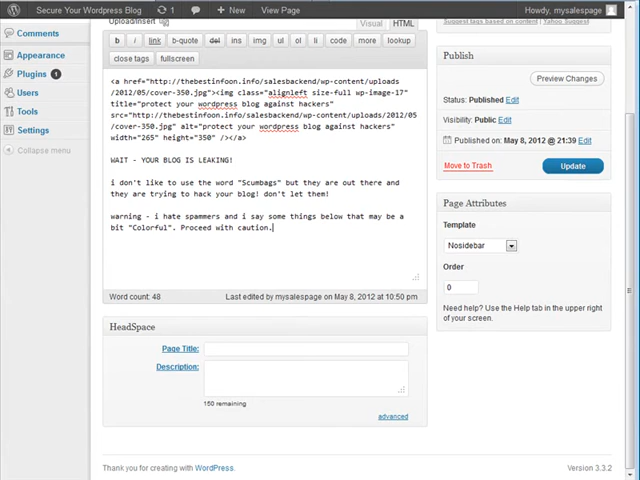 Secure Your Wordpress Blog 1 + New View Page Howdy, mysalespage
Comments
Appearance
Plugins 1
Users
Tools
Settings
Collapse menu
Upload/Insert
Visual HTML
b i link b-quote del ins img ul ol li code more lookup
close tags fullscreen
<a href="http://thebestinfoon.info/salesbackend/wp-content/uploads
/2012/05/cover-350.jpg"><img class="alignleft size-full wp-image-17"
title="protect your wordpress blog against hackers"
src="http://thebestinfoon.info/salesbackend/wp-content/uploads/2012/05
/cover-350.jpg" alt="protect your wordpress blog against hackers"
width="265" height="350" /></a>
WAIT - YOUR BLOG IS LEAKING!
i don't like to use the word "Scumbags" but they are out there and
they are trying to hack your blog! don't let them!
warning - i hate spammers and i say some things below that may be a
bit "Colorful". Proceed with caution.
Word count: 48 Last edited by mysalespage on May 8, 2012 at 10:50 pm
HeadSpace
Page Title:
Description:
150 remaining
advanced
Thank you for creating with WordPress.
Suggest tags based on content | Yahoo Suggest
Publish
Preview Changes
Status: Published Edit
Visibility: Public Edit
Published on: May 8, 2012 @ 21:39 Edit
Move to Trash Update
Page Attributes
Template
Nosidebar
Order
0
Need help? Use the Help tab in the upper right
of your screen.
Version 3.3.2